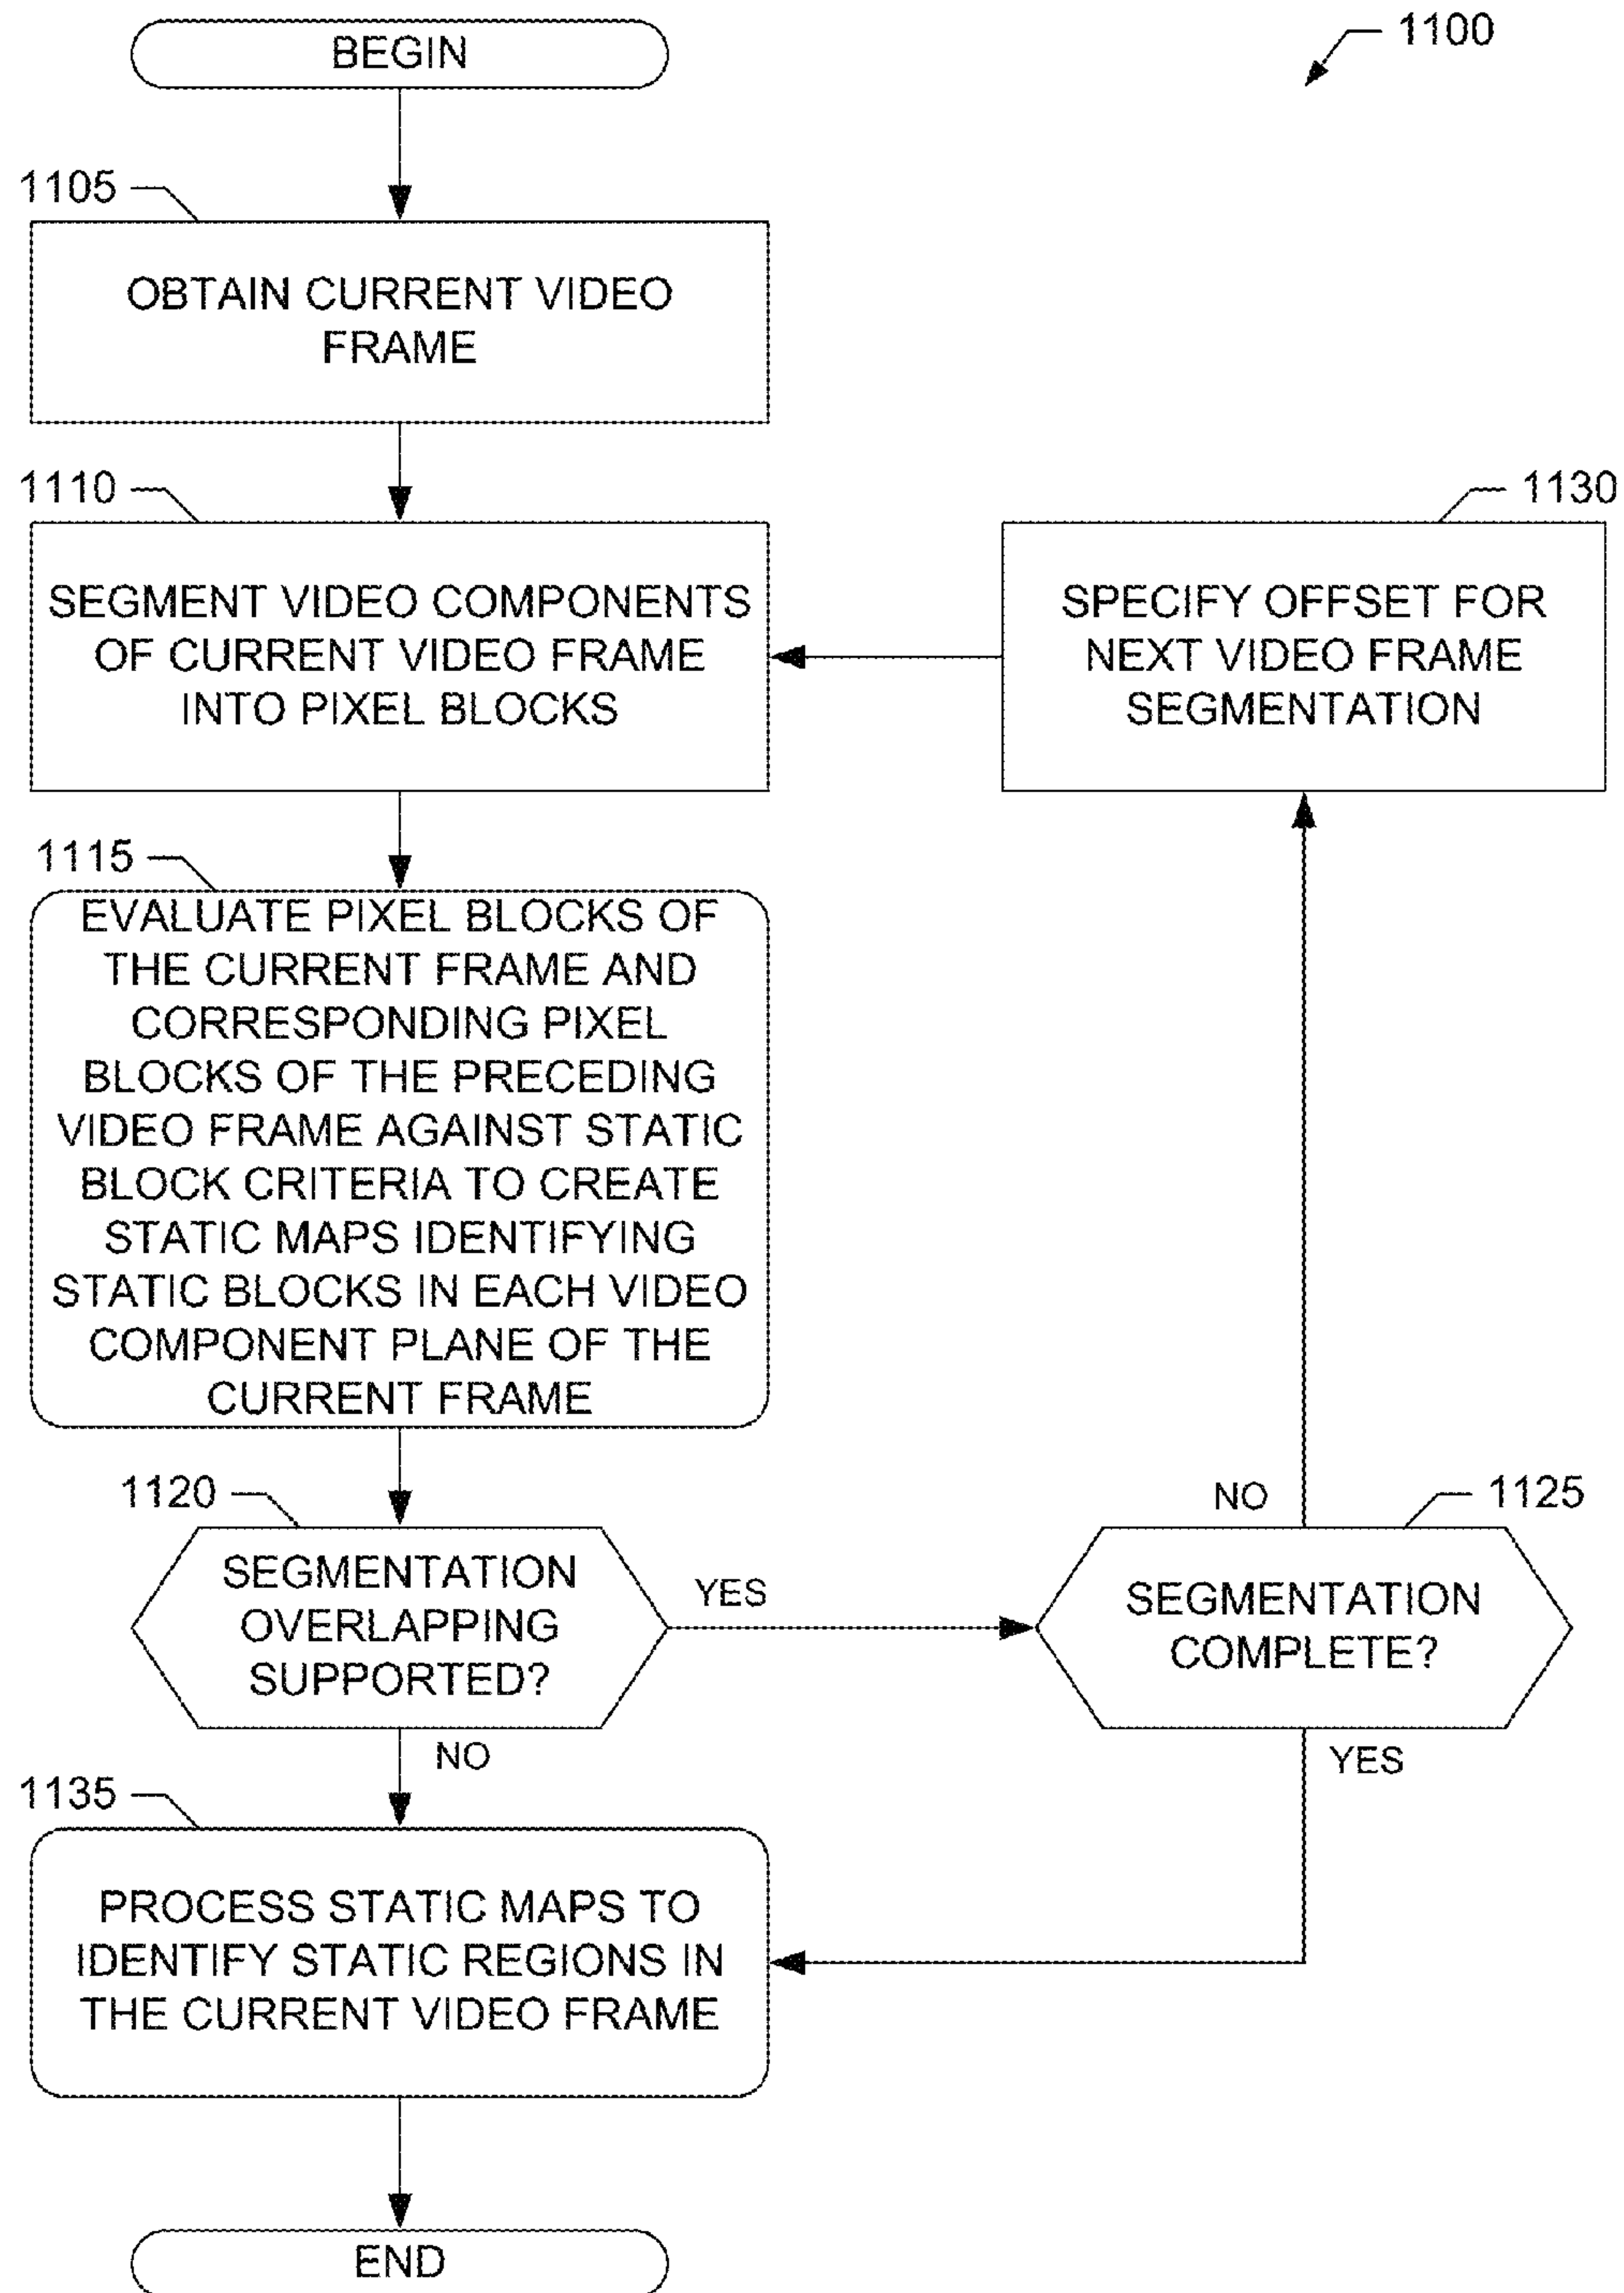 BEGIN
1100
1105
OBTAIN CURRENT VIDEO
FRAME
1110
SEGMENT VIDEO COMPONENTS
OF CURRENT VIDEO FRAME
INTO PIXEL BLOCKS
1130
SPECIFY OFFSET FOR
NEXT VIDEO FRAME
SEGMENTATION
1115
EVALUATE PIXEL BLOCKS OF
THE CURRENT FRAME AND
CORRESPONDING PIXEL
BLOCKS OF THE PRECEDING
VIDEO FRAME AGAINST STATIC
BLOCK CRITERIA TO CREATE
STATIC MAPS IDENTIFYING
STATIC BLOCKS IN EACH VIDEO
COMPONENT PLANE OF THE
CURRENT FRAME
1120
SEGMENTATION
OVERLAPPING
SUPPORTED?
YES
NO
NO
1125
SEGMENTATION
COMPLETE?
YES
1135
PROCESS STATIC MAPS TO
IDENTIFY STATIC REGIONS IN
THE CURRENT VIDEO FRAME
END